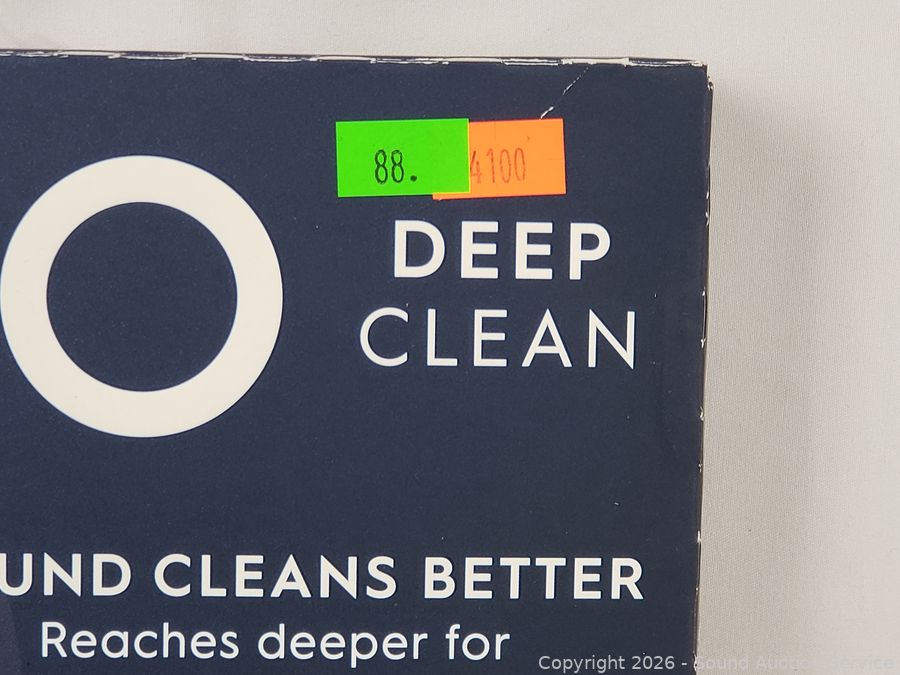 88. 4100
O
DEEP
CLEAN
UND CLEANS BETTER
Reaches deeper for
Copyright 2026 - Sound Auction Service